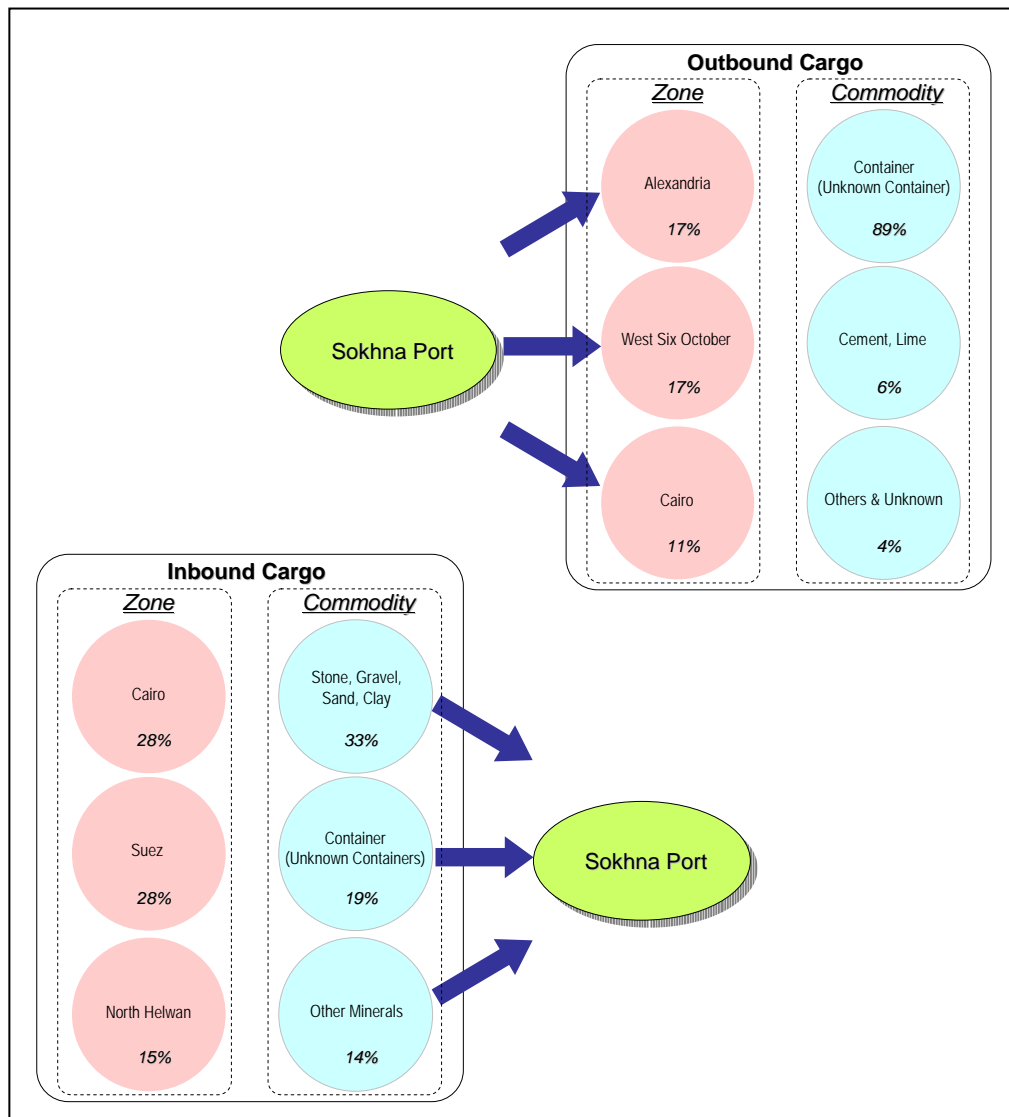 Outbound Cargo
Zone
Commodity
Alexandria
17%
Container
(Unknown Container)
89%
Sokhna Port
West Six October
17%
Cement, Lime
6%
Cairo
11%
Others & Unknown
4%
Inbound Cargo
Zone
Commodity
Cairo
28%
Stone, Gravel,
Sand, Clay
33%
Suez
28%
Container
(Unknown Containers)
19%
Sokhna Port
North Helwan
15%
Other Minerals
14%